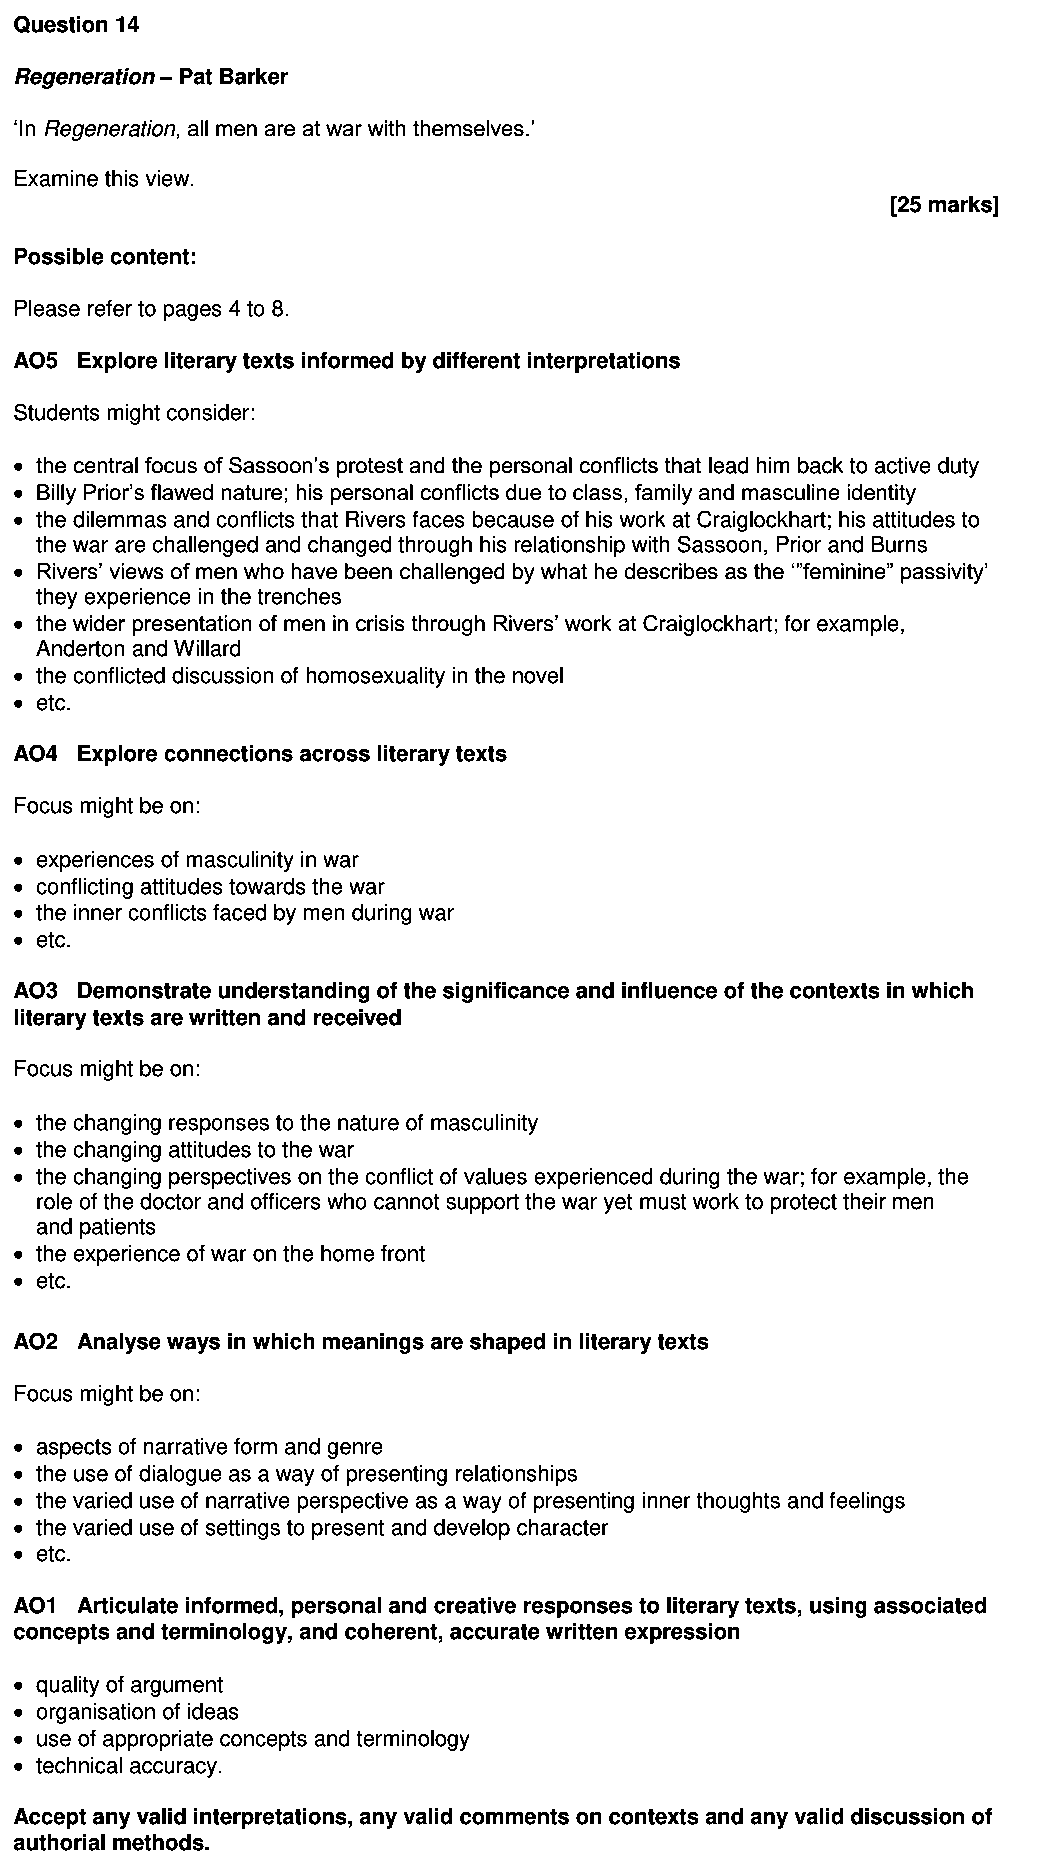 Question 14
Regeneration – Pat Barker
‘In Regeneration, all men are at war with themselves.’
Examine this view.
[25 marks]
Possible content:
Please refer to pages 4 to 8.
AO5 Explore literary texts informed by different interpretations
Students might consider:
• the central focus of Sassoon’s protest and the personal conflicts that lead him back to active duty
• Billy Prior’s flawed nature; his personal conflicts due to class, family and masculine identity
• the dilemmas and conflicts that Rivers faces because of his work at Craiglockhart; his attitudes to
the war are challenged and changed through his relationship with Sassoon, Prior and Burns
• Rivers’ views of men who have been challenged by what he describes as the ‘”feminine” passivity’
they experience in the trenches
• the wider presentation of men in crisis through Rivers’ work at Craiglockhart; for example,
Anderton and Willard
• the conflicted discussion of homosexuality in the novel
• etc.
AO4 Explore connections across literary texts
Focus might be on:
• experiences of masculinity in war
• conflicting attitudes towards the war
• the inner conflicts faced by men during war
• etc.
AO3 Demonstrate understanding of the significance and influence of the contexts in which
literary texts are written and received
Focus might be on:
• the changing responses to the nature of masculinity
• the changing attitudes to the war
• the changing perspectives on the conflict of values experienced during the war; for example, the
role of the doctor and officers who cannot support the war yet must work to protect their men
and patients
• the experience of war on the home front
• etc.
AO2 Analyse ways in which meanings are shaped in literary texts
Focus might be on:
• aspects of narrative form and genre
• the use of dialogue as a way of presenting relationships
• the varied use of narrative perspective as a way of presenting inner thoughts and feelings
• the varied use of settings to present and develop character
• etc.
AO1 Articulate informed, personal and creative responses to literary texts, using associated
concepts and terminology, and coherent, accurate written expression
• quality of argument
• organisation of ideas
• use of appropriate concepts and terminology
• technical accuracy.
Accept any valid interpretations, any valid comments on contexts and any valid discussion of
authorial methods.